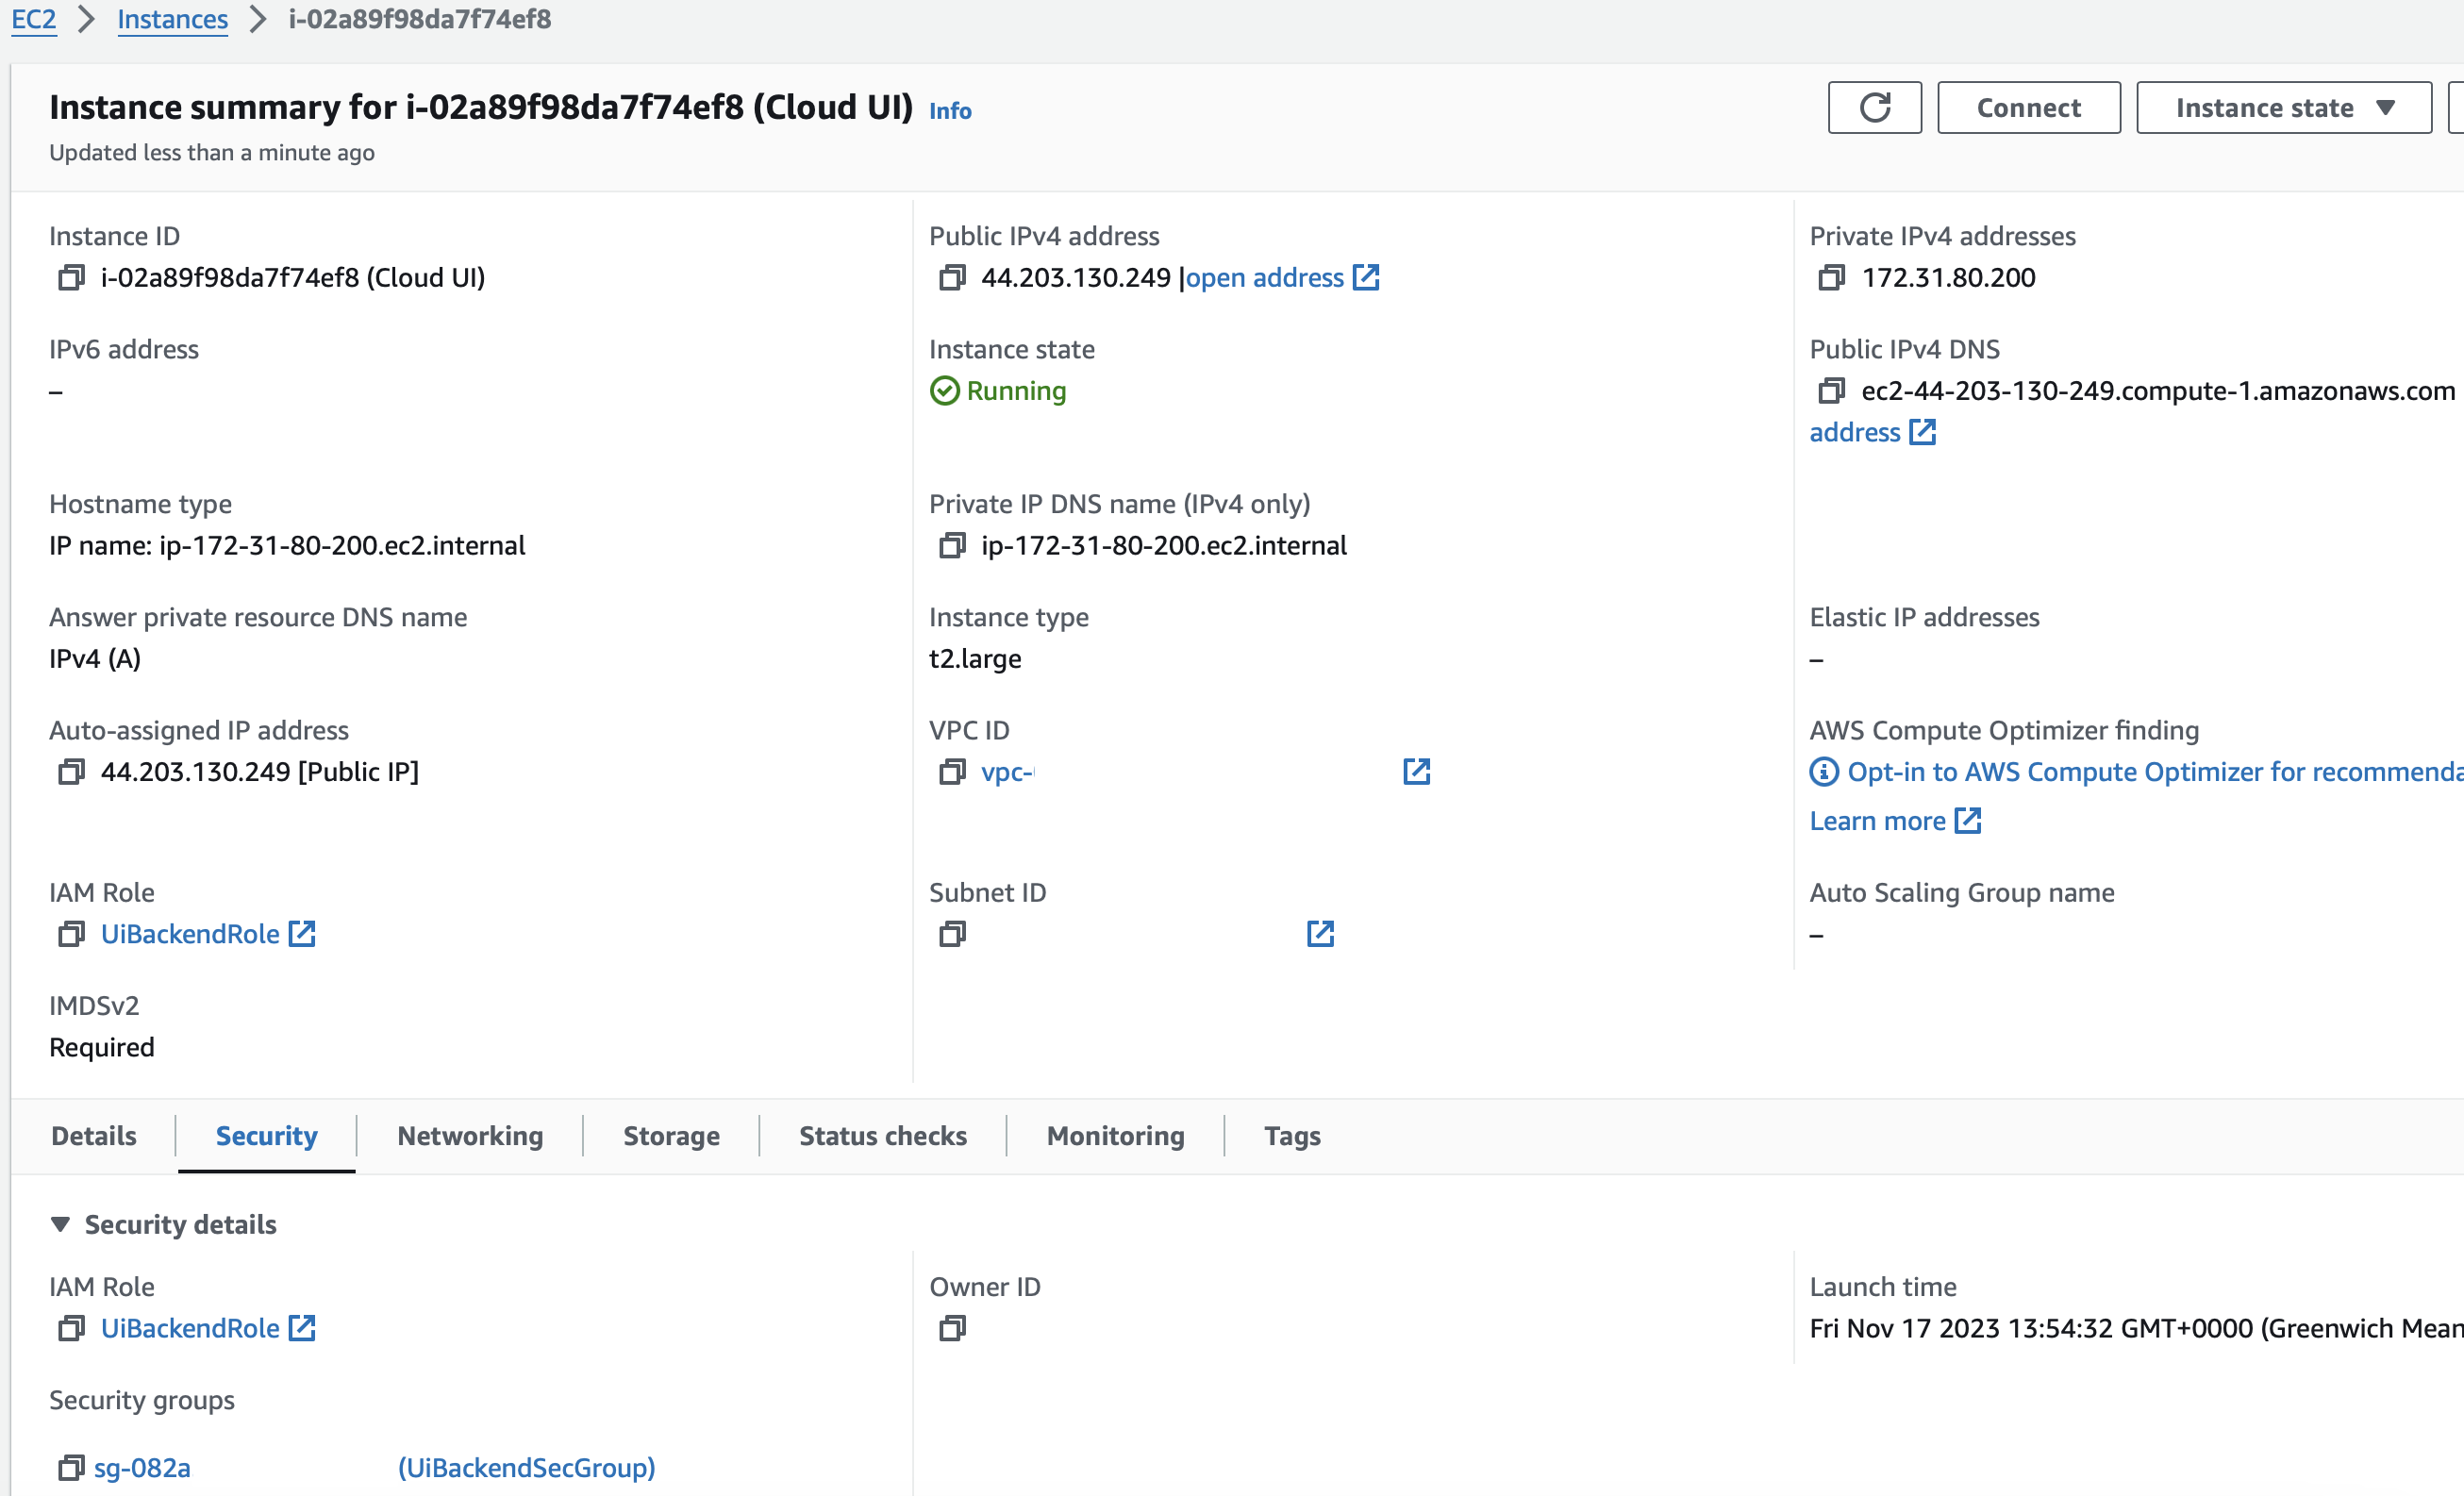 EC2 > Instances > i-02a89f98da7f74ef8
Instance summary for i-02a89f98da7f74ef8 (Cloud UI) Info
Connect
Instance state
Updated less than a minute ago
Instance ID
i-02a89f98da7f74ef8 (Cloud UI)
Public IPv4 address
44.203.130.249 |open address
Private IPv4 addresses
172.31.80.200
IPv6 address
–
Instance state
Running
Public IPv4 DNS
ec2-44-203-130-249.compute-1.amazonaws.com
address
Hostname type
IP name: ip-172-31-80-200.ec2.internal
Private IP DNS name (IPv4 only)
ip-172-31-80-200.ec2.internal
Answer private resource DNS name
IPv4 (A)
Instance type
t2.large
Elastic IP addresses
–
Auto-assigned IP address
44.203.130.249 [Public IP]
VPC ID
vpc-
AWS Compute Optimizer finding
Opt-in to AWS Compute Optimizer for recommenda
Learn more
IAM Role
UiBackendRole
Subnet ID
Auto Scaling Group name
–
IMDSv2
Required
Details
Security
Networking
Storage
Status checks
Monitoring
Tags
Security details
IAM Role
UiBackendRole
Owner ID
Launch time
Fri Nov 17 2023 13:54:32 GMT+0000 (Greenwich Mean
Security groups
sg-082a (UiBackendSecGroup)